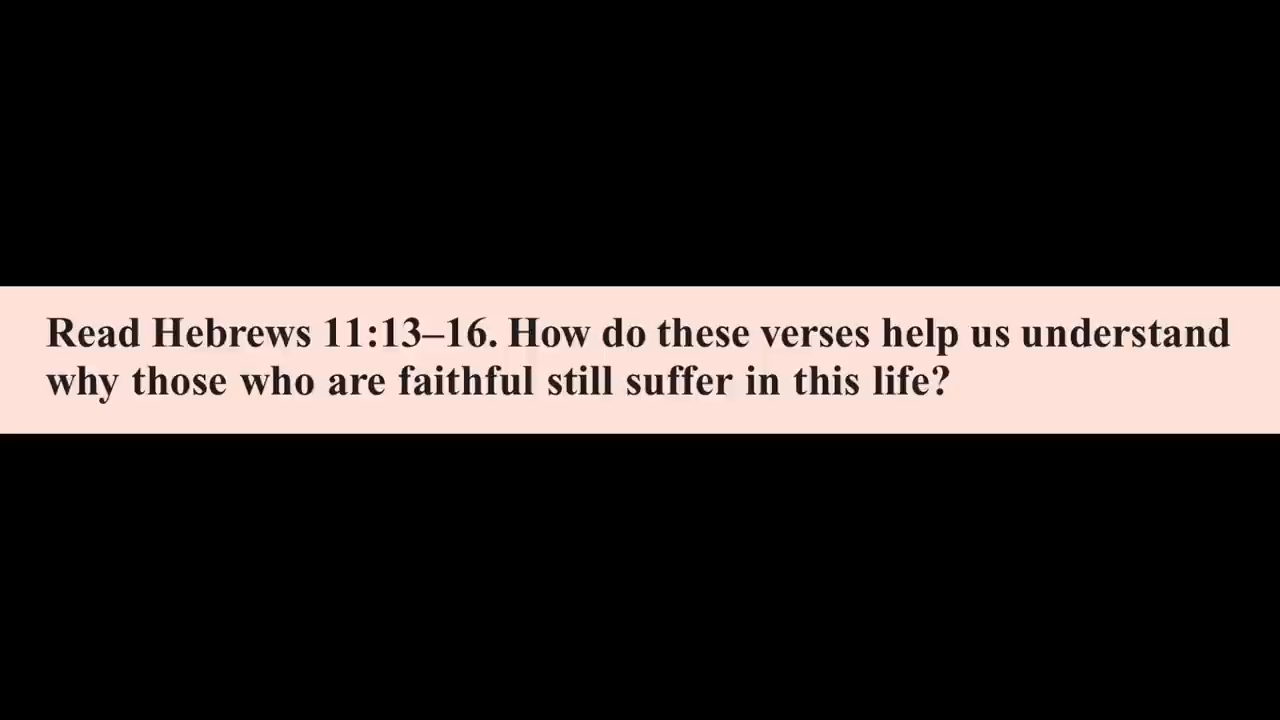 Read Hebrews 11:13–16. How do these verses help us understand
why those who are faithful still suffer in this life?